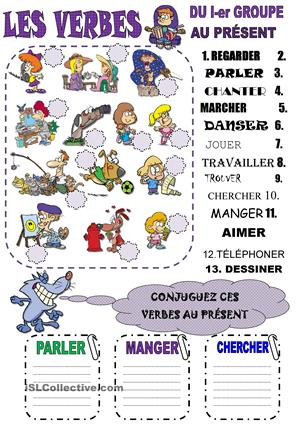 LES VERBES
DU I-er GROUPE
AU PRÉSENT
1. REGARDER 2.
PARLER 3.
CHANTER 4.
MARCHER 5.
DANSER 6.
JOUER 7.
TRAVAILLER 8.
TROUVER 9.
CHERCHER 10.
MANGER 11.
AIMER
12. TÉLÉPHONER
13. DESSINER
CONJUGUEZ CES
VERBES AU PRÉSENT
PARLER
MANGER
CHERCHER
iSLCollective.com